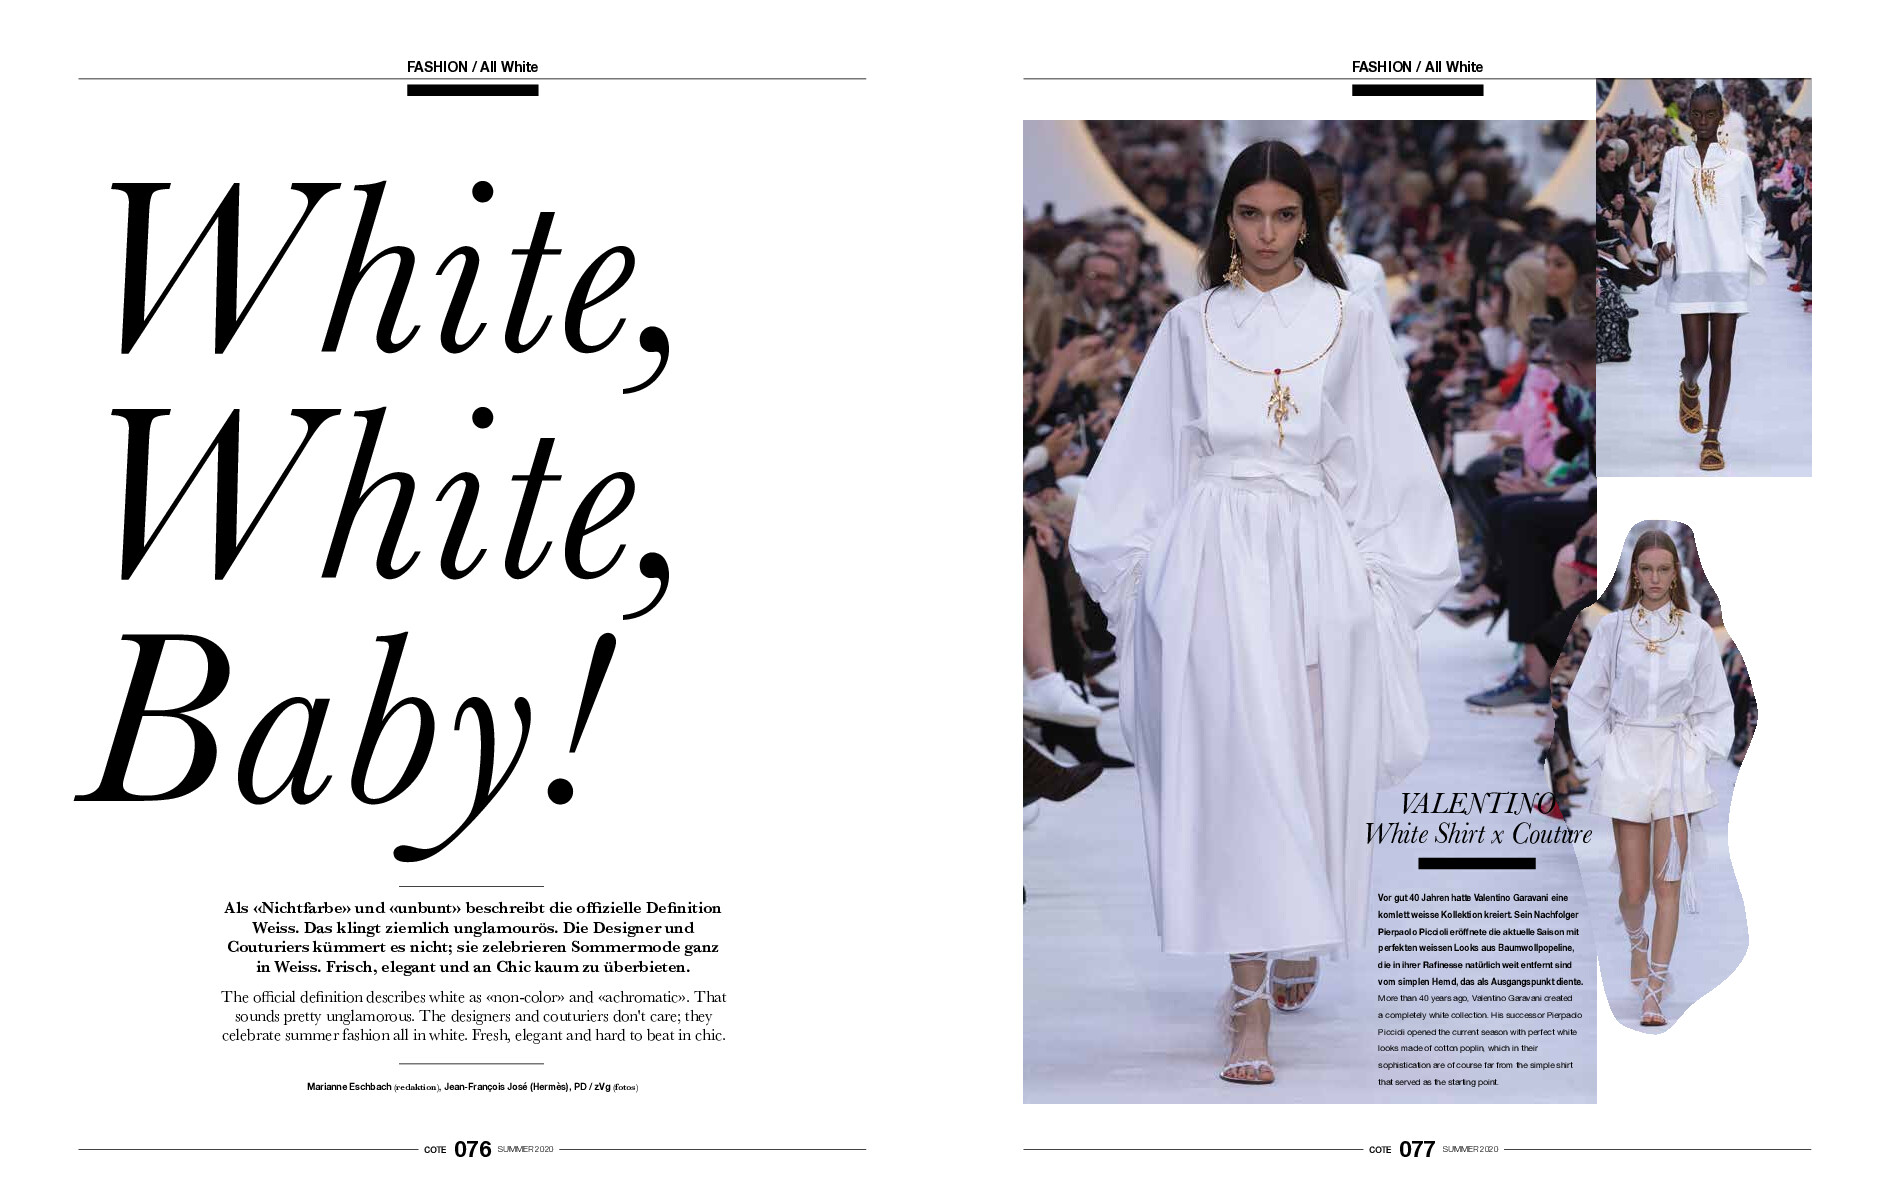 FASHION / All White
White,
White,
Baby!
Als «Nichtfarbe» und «unbunt» beschreibt die offizielle Definition
Weiss. Das klingt ziemlich unglamourös. Die Designer und
Couturiers kümmert es nicht; sie zelebrieren Sommermode ganz
in Weiss. Frisch, elegant und an Chic kaum zu überbieten.
The official definition describes white as «non-color» and «achromatic». That
sounds pretty unglamorous. The designers and couturiers don't care; they
celebrate summer fashion all in white. Fresh, elegant and hard to beat in chic.
Marianne Eschbach (redaktion), Jean-François José (Hermès), PD / zVg (fotos)
COTE 076 SUMMER 2020
FASHION / All White
VALENTINO
White Shirt x Couture
Vor gut 40 Jahren hatte Valentino Garavani eine
komlett weisse Kollektion kreiert. Sein Nachfolger
Pierpaolo Piccioli eröffnete die aktuelle Saison mit
perfekten weissen Looks aus Baumwollpopeline,
die in ihrer Rafinesse natürlich weit entfernt sind
vom simplen Hemd, das als Ausgangspunkt diente.
More than 40 years ago, Valentino Garavani created
a completely white collection. His successor Pierpaolo
Piccioli opened the current season with perfect white
looks made of cotton poplin, which in their
sophistication are of course far from the simple shirt
that served as the starting point.
COTE 077 SUMMER 2020